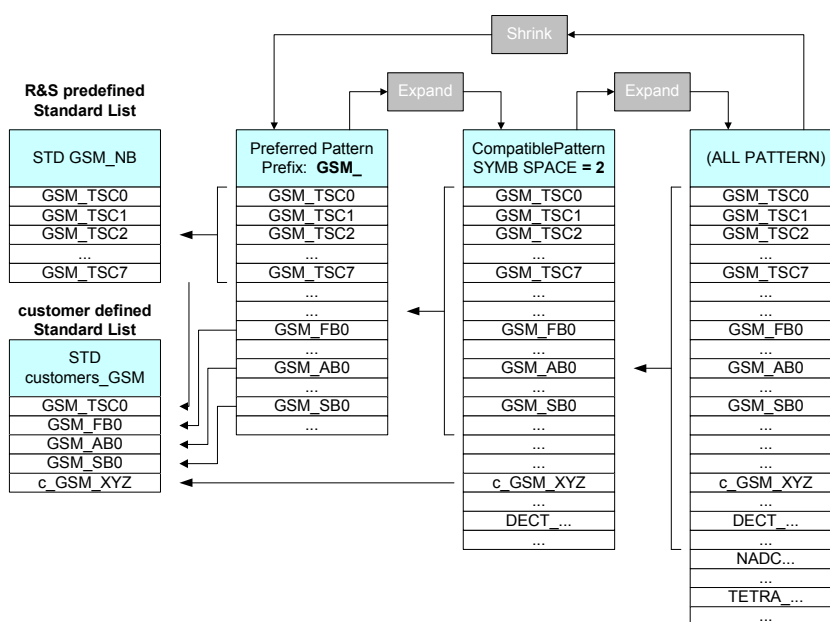 Shrink
Expand
Expand
R&S predefined
Standard List
STD GSM_NB
GSM_TSC0
GSM_TSC1
GSM_TSC2
...
GSM_TSC7
customer defined
Standard List
STD
customers_GSM
GSM_TSC0
GSM_FB0
GSM_AB0
GSM_SB0
c_GSM_XYZ
Preferred Pattern
Prefix: GSM_
GSM_TSC0
GSM_TSC1
GSM_TSC2
...
GSM_TSC7
...
...
GSM_FB0
...
GSM_AB0
...
GSM_SB0
...
CompatiblePattern
SYMB SPACE = 2
GSM_TSC0
GSM_TSC1
GSM_TSC2
...
GSM_TSC7
...
...
GSM_FB0
...
GSM_AB0
...
GSM_SB0
...
...
...
c_GSM_XYZ
...
DECT_...
...
(ALL PATTERN)
GSM_TSC0
GSM_TSC1
GSM_TSC2
...
GSM_TSC7
...
...
GSM_FB0
...
GSM_AB0
...
GSM_SB0
...
...
...
c_GSM_XYZ
...
DECT_...
...
NADC...
...
TETRA_...
...